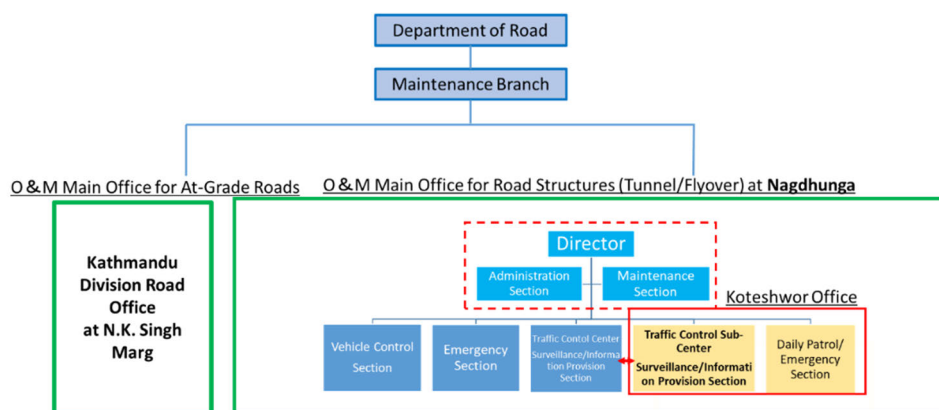 Department of Road
Maintenance Branch
O&M Main Office for At-Grade Roads
O&M Main Office for Road Structures (Tunnel/Flyover) at Nagdhunga
Kathmandu
Division Road
Office
at N.K. Singh
Marg
Director
Administration
Section
Maintenance
Section
Koteshwor Office
Vehicle Control
Section
Emergency
Section
Traffic Contol Center
Surveillance/Informa
tion Provision
Section
Traffic Control Sub-
Center
Surveillance/Informati
on Provision Section
Daily Patrol/
Emergency
Section